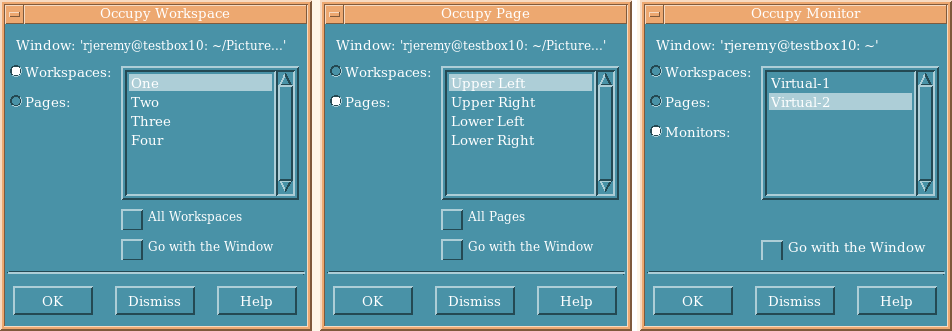 Occupy Workspace
Window: 'rjeremy@testbox10: ~/Picture...'
Workspaces:
Pages:
One
Two
Three
Four
All Workspaces
Go with the Window
OK Dismiss Help
Occupy Page
Window: 'rjeremy@testbox10: ~/Picture...'
Workspaces:
Pages:
Upper Left
Upper Right
Lower Left
Lower Right
All Pages
Go with the Window
OK Dismiss Help
Occupy Monitor
Window: 'rjeremy@testbox10: ~'
Workspaces:
Pages:
Monitors:
Virtual-1
Virtual-2
Go with the Window
OK Dismiss Help